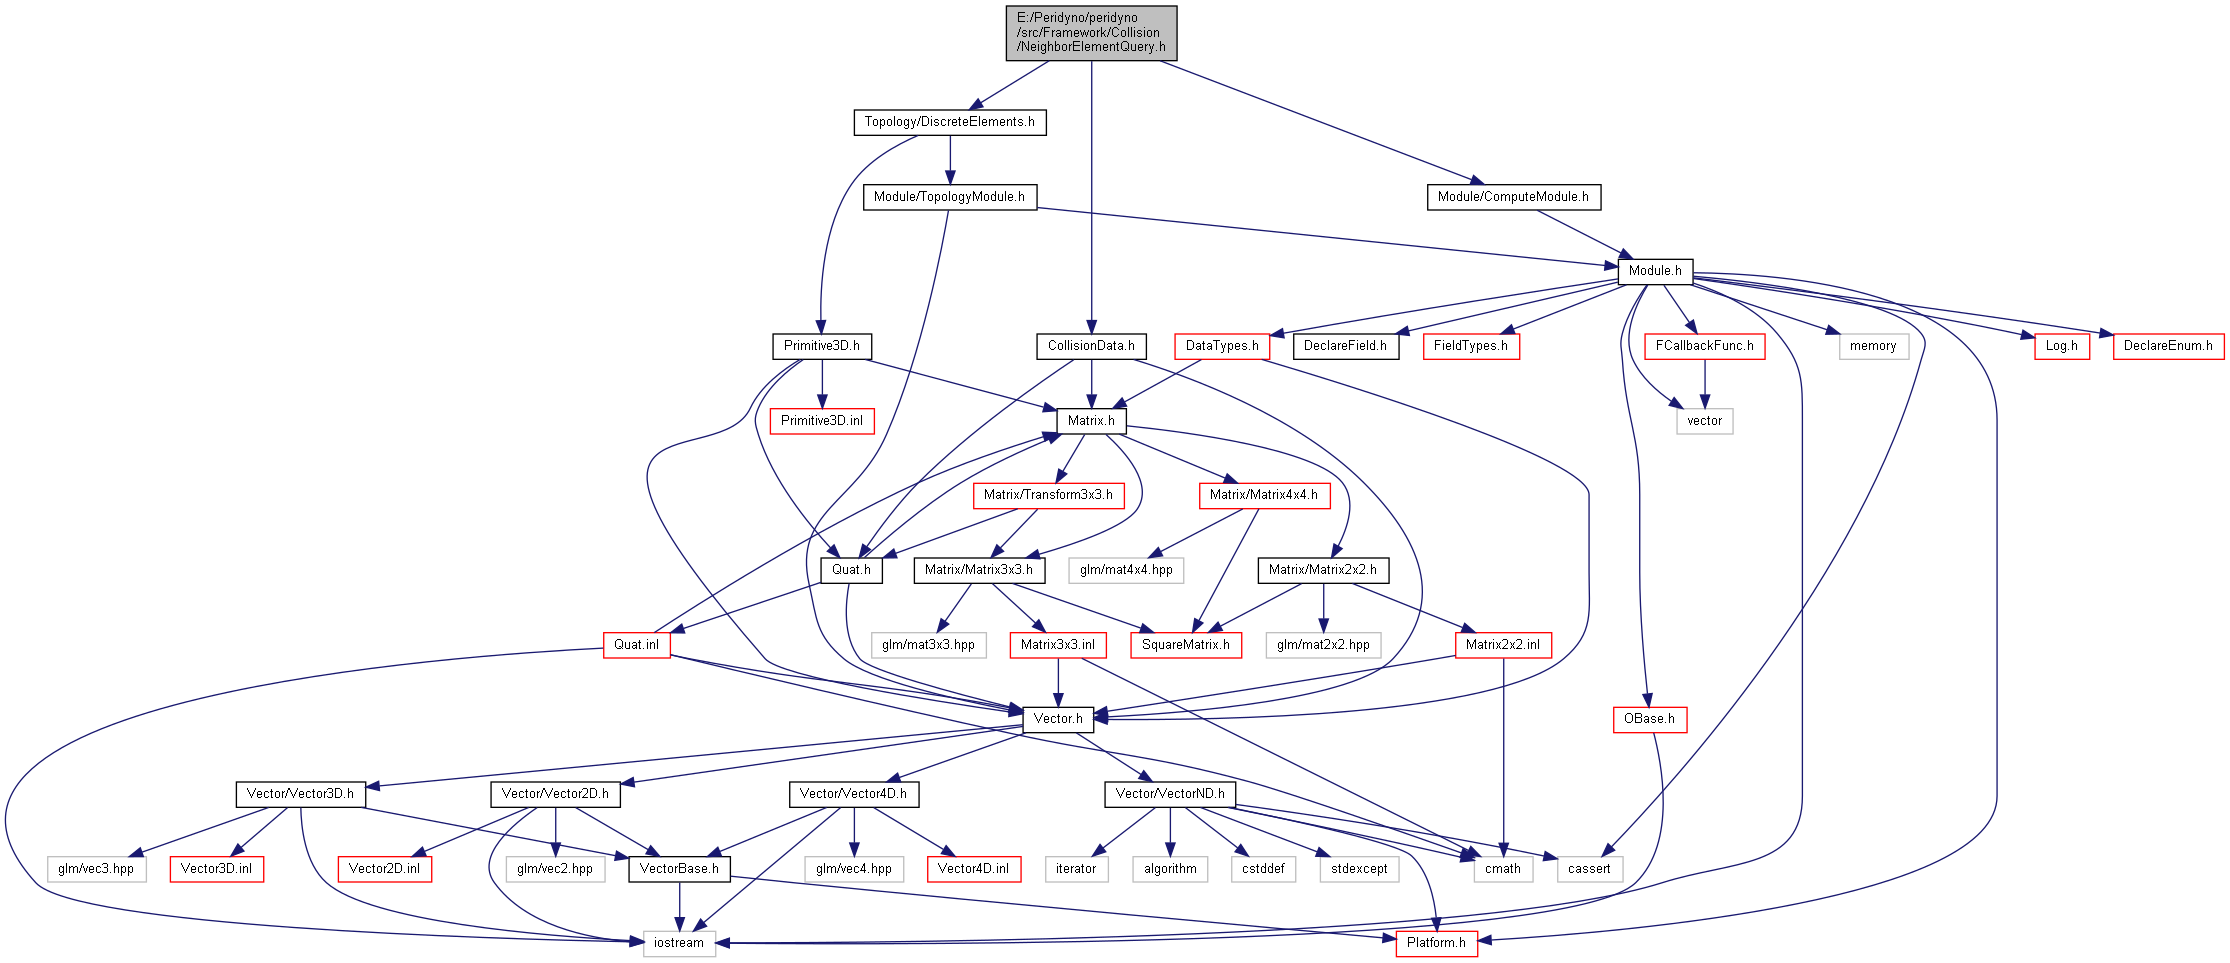 E:/Peridyno/peridyno
/src/Framework/Collision
/NeighborElementQuery.h
Topology/DiscreteElements.h
Module/TopologyModule.h
Module/ComputeModule.h
Module.h
Primitive3D.h
CollisionData.h
DataTypes.h
DeclareField.h
FieldTypes.h
FCallbackFunc.h
memory
Log.h
DeclareEnum.h
Primitive3D.inl
Matrix.h
vector
Matrix/Transform3x3.h
Matrix/Matrix4x4.h
Quat.h
Matrix/Matrix3x3.h
glm/mat4x4.hpp
Matrix/Matrix2x2.h
Quat.inl
glm/mat3x3.hpp
Matrix3x3.inl
SquareMatrix.h
glm/mat2x2.hpp
Matrix2x2.inl
Vector.h
OBase.h
Vector/Vector3D.h
Vector/Vector2D.h
Vector/Vector4D.h
Vector/VectorND.h
glm/vec3.hpp
Vector3D.inl
Vector2D.inl
glm/vec2.hpp
VectorBase.h
glm/vec4.hpp
Vector4D.inl
iterator
algorithm
cstddef
stdexcept
cmath
cassert
iostream
Platform.h